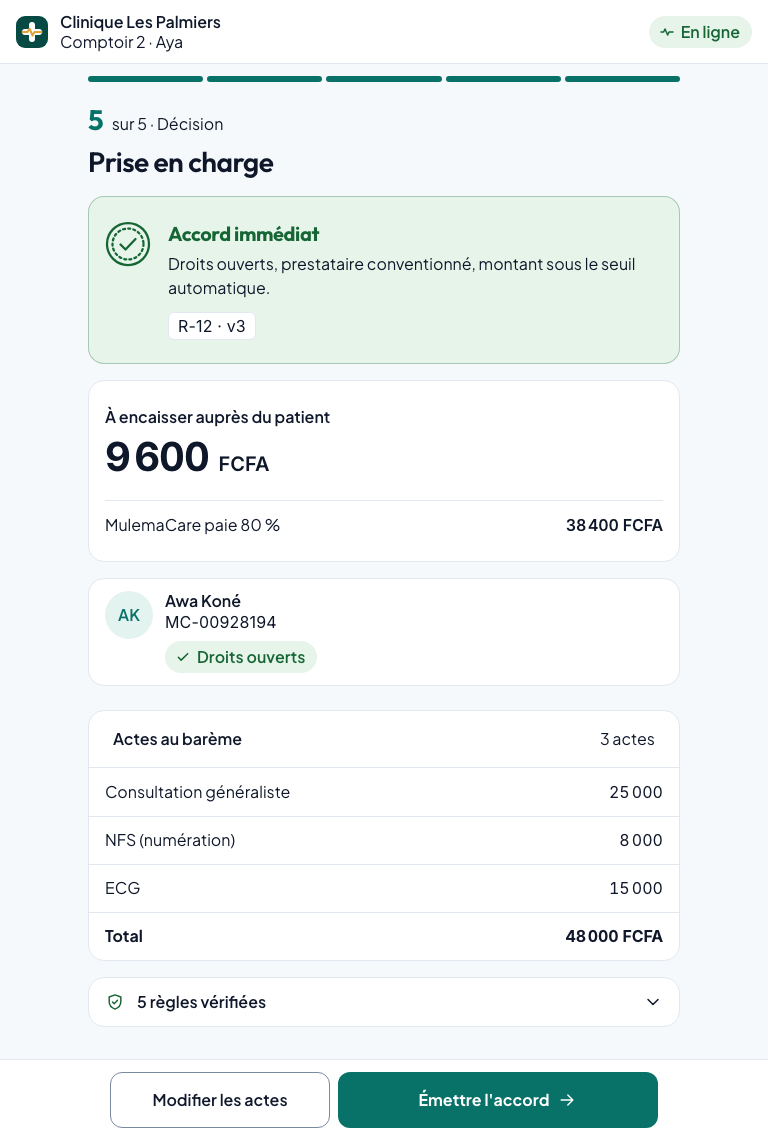 Clinique Les Palmiers
Comptoir 2 · Aya
En ligne
5 sur 5 · Décision
Prise en charge
Accord immédiat
Droits ouverts, prestataire conventionné, montant sous le seuil
automatique.
R-12 · v3
À encaisser auprès du patient
9 600 FCFA
MulemaCare paie 80 % 38 400 FCFA
AK
Awa Koné
MC-00928194
Droits ouverts
Actes au barème 3 actes
Consultation généraliste 25 000
NFS (numération) 8 000
ECG 15 000
Total 48 000 FCFA
5 règles vérifiées
Modifier les actes
Émettre l'accord